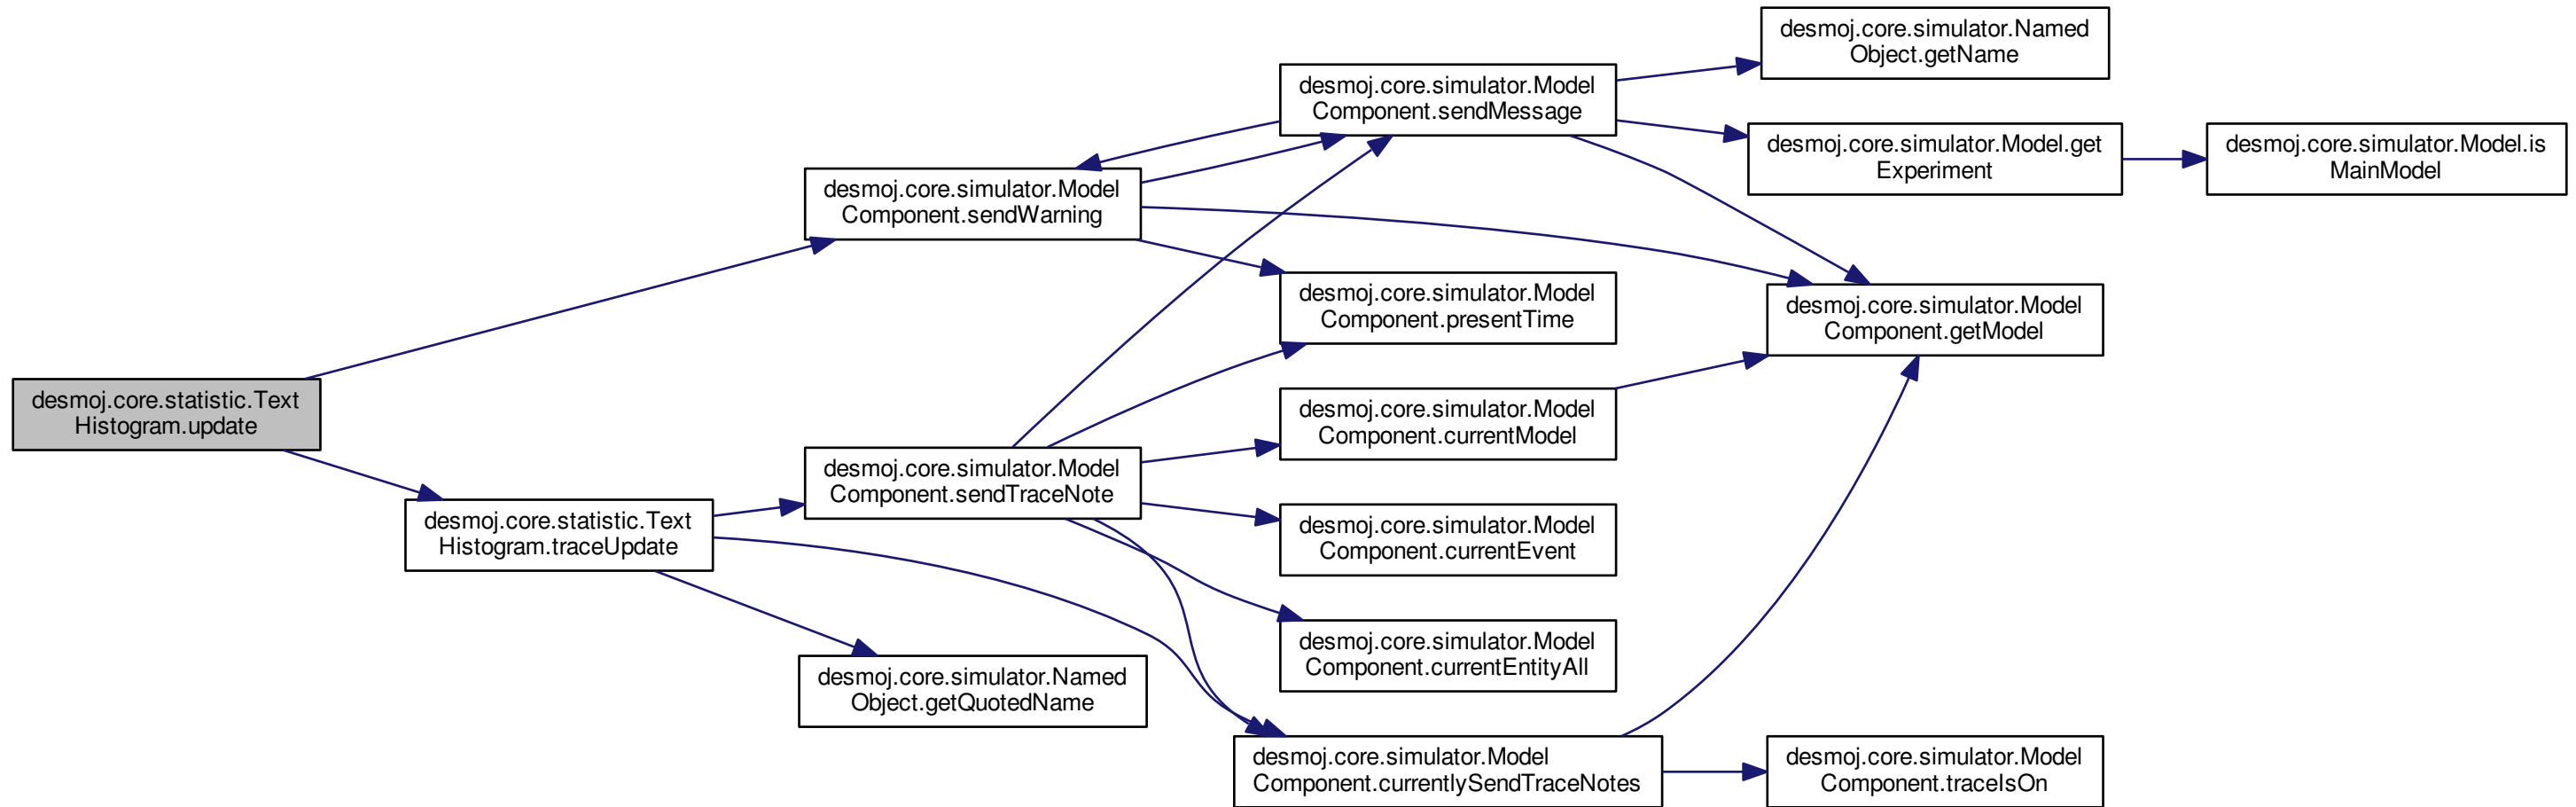 desmoj.core.statistic.Text
Histogram.update
desmoj.core.simulator.Model
Component.sendWarning
desmoj.core.statistic.Text
Histogram.traceUpdate
desmoj.core.simulator.Model
Component.sendMessage
desmoj.core.simulator.Model
Component.presentTime
desmoj.core.simulator.Model
Component.sendTraceNote
desmoj.core.simulator.Named
Object.getQuotedName
desmoj.core.simulator.Model
Component.currentModel
desmoj.core.simulator.Model
Component.currentEvent
desmoj.core.simulator.Model
Component.currentEntityAll
desmoj.core.simulator.Model
Component.currentlySendTraceNotes
desmoj.core.simulator.Named
Object.getName
desmoj.core.simulator.Model.get
Experiment
desmoj.core.simulator.Model.is
MainModel
desmoj.core.simulator.Model
Component.getModel
desmoj.core.simulator.Model
Component.traceIsOn